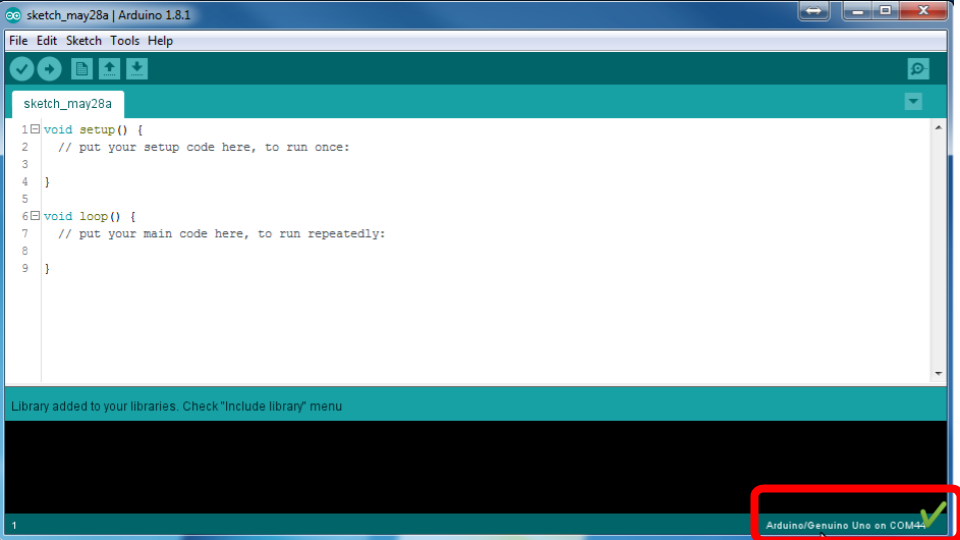 sketch_may28a | Arduino 1.8.1
File Edit Sketch Tools Help
sketch_may28a
1 void setup() {
2 // put your setup code here, to run once:
3
4 }
5
6 void loop() {
7 // put your main code here, to run repeatedly:
8
9 }
Library added to your libraries. Check "Include library" menu
1
Arduino/Genuino Uno on COM44